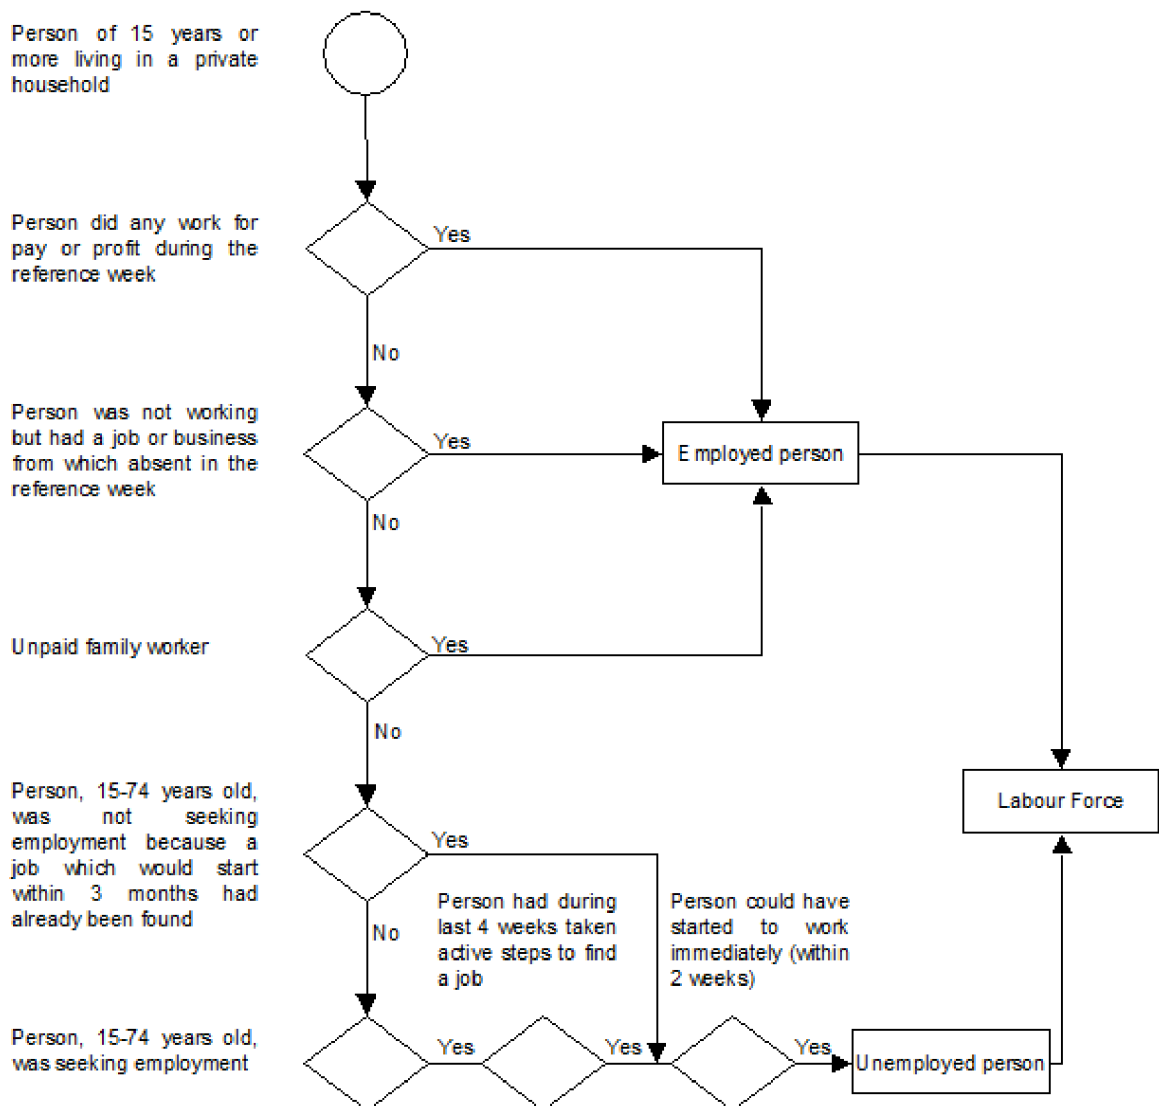 Person of 15 years or
more living in a private
household
Person did any work for
pay or profit during the
reference week
Yes
No
Person was not working
but had a job or business
from which absent in the
reference week
Yes
Employed person
No
Unpaid family worker
Yes
No
Person, 15-74 years old,
was not seeking
employment because a
job which would start
within 3 months had
already been found
Yes
Labour Force
No
Person had during
last 4 weeks taken
active steps to find
a job
Person could have
started to work
immediately (within
2 weeks)
Person, 15-74 years old,
was seeking employment
Yes
Yes
Yes
Unemployed person